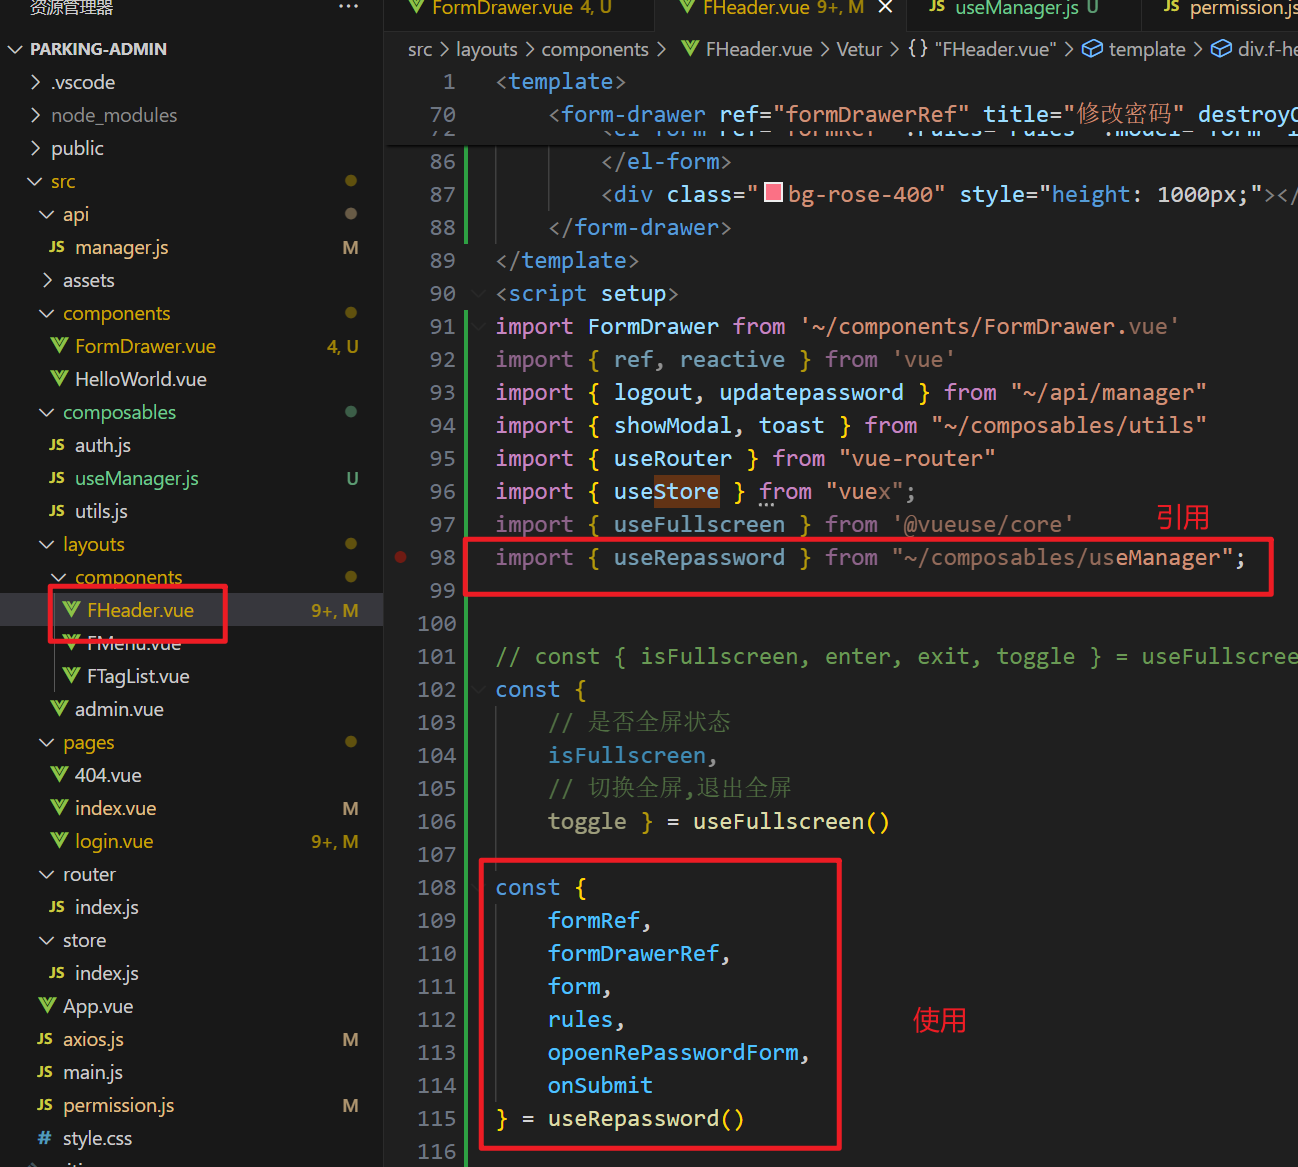 资源管理器 ···
PARKING-ADMIN
.vscode
node_modules
public
src
api
JS manager.js M
assets
components
FormDrawer.vue 4, U
HelloWorld.vue
composables
JS auth.js
JS useManager.js U
JS utils.js
layouts
components
FHeader.vue 9+, M
FMenu.vue
FTagList.vue
admin.vue
pages
404.vue
index.vue M
login.vue 9+, M
router
JS index.js
store
JS index.js
App.vue
JS axios.js M
JS main.js
JS permission.js M
# style.css
FormDrawer.vue 4, U FHeader.vue 9+, M × JS useManager.js U JS permission.js
src > layouts > components > FHeader.vue > Vetur > {} "FHeader.vue" > template > div.f-he
1 <template>
70 <form-drawer ref="formDrawerRef" title="修改密码" destroyC
86 </el-form>
87 <div class="bg-rose-400" style="height: 1000px;"></
88 </form-drawer>
89 </template>
90 <script setup>
91 import FormDrawer from '~/components/FormDrawer.vue'
92 import { ref, reactive } from 'vue'
93 import { logout, updatepassword } from "~/api/manager"
94 import { showModal, toast } from "~/composables/utils"
95 import { useRouter } from "vue-router"
96 import { useStore } from "vuex";
97 import { useFullscreen } from '@vueuse/core'
引用
98 import { useRepassword } from "~/composables/useManager";
99
100
101 // const { isFullscreen, enter, exit, toggle } = useFullscree
102 const {
103 // 是否全屏状态
104 isFullscreen,
105 // 切换全屏,退出全屏
106 toggle } = useFullscreen()
107
108 const {
109 formRef,
110 formDrawerRef,
111 form,
112 rules,
使用
113 opoenRePasswordForm,
114 onSubmit
115 } = useRepassword()
116